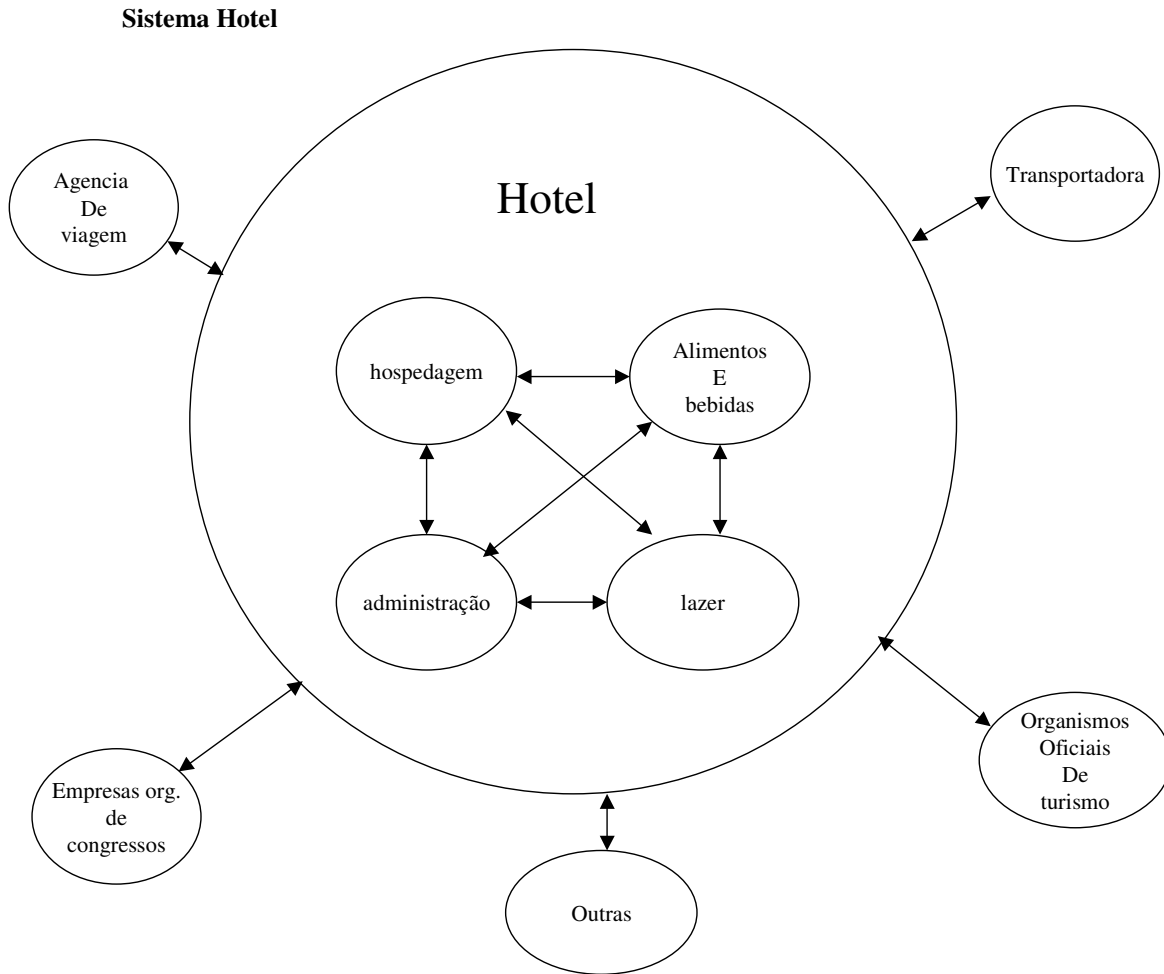 Sistema Hotel
Agencia
De
viagem
Transportadora
Hotel
hospedagem
Alimentos
E
bebidas
administração
lazer
Empresas org.
de
congressos
Organismos
Oficiais
De
turismo
Outras